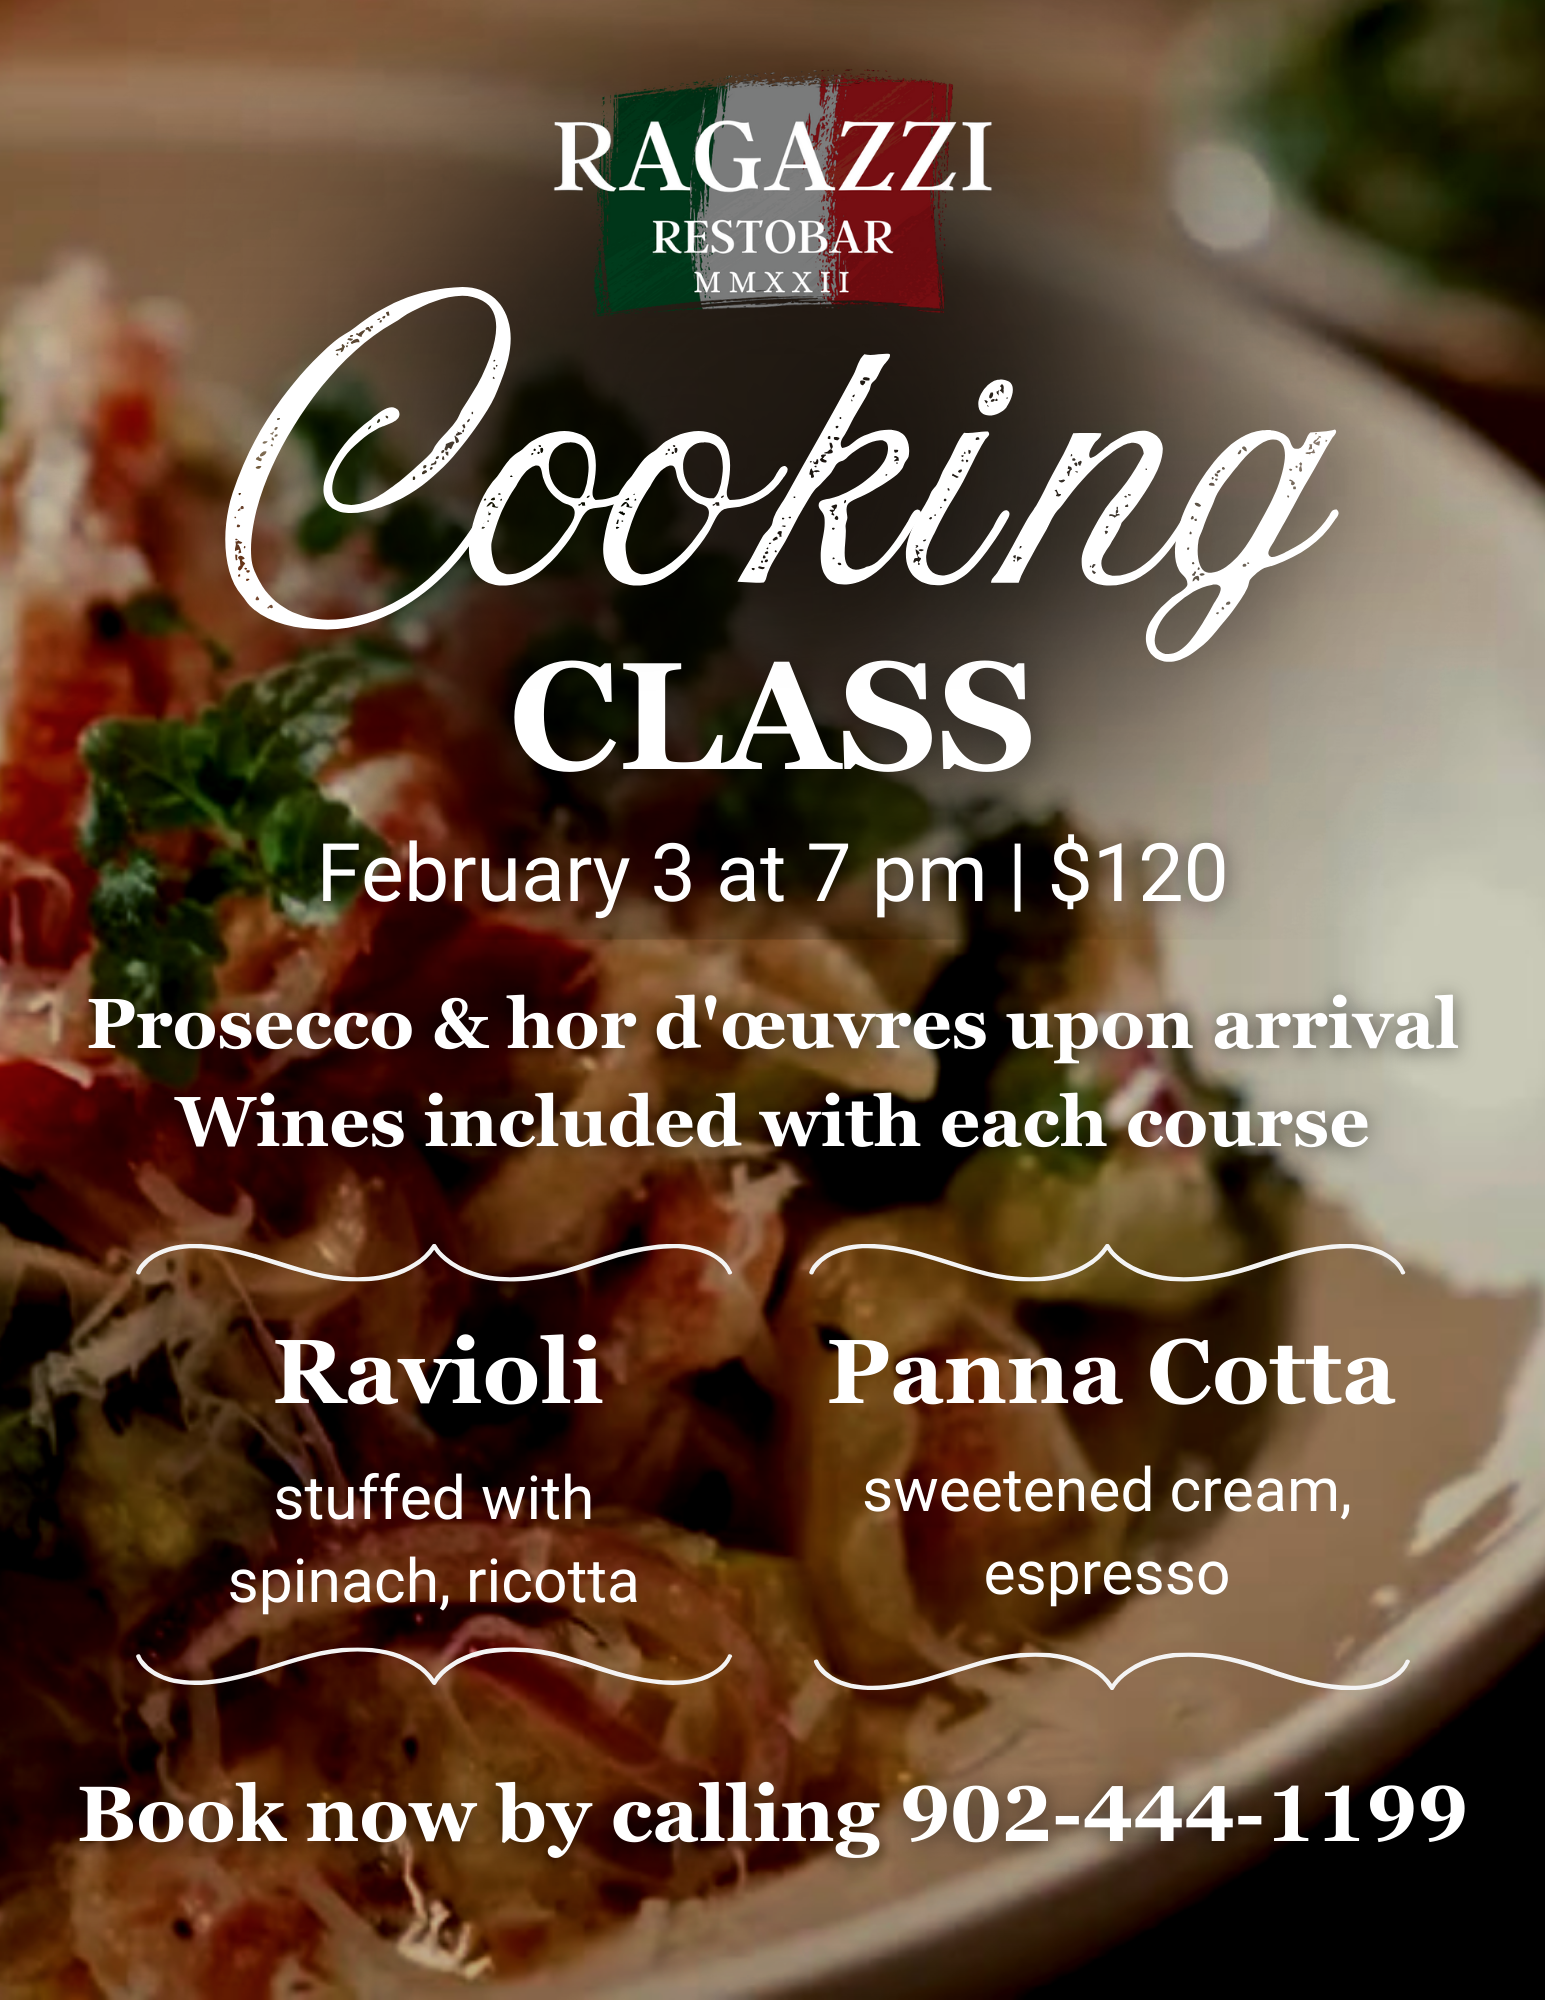 RAGAZZI
RESTOBAR
MMXXII
Cooking
CLASS
February 3 at 7 pm | $120
Prosecco & hor d'œuvres upon arrival
Wines included with each course
Ravioli
stuffed with
spinach, ricotta
Panna Cotta
sweetened cream,
espresso
Book now by calling 902-444-1199